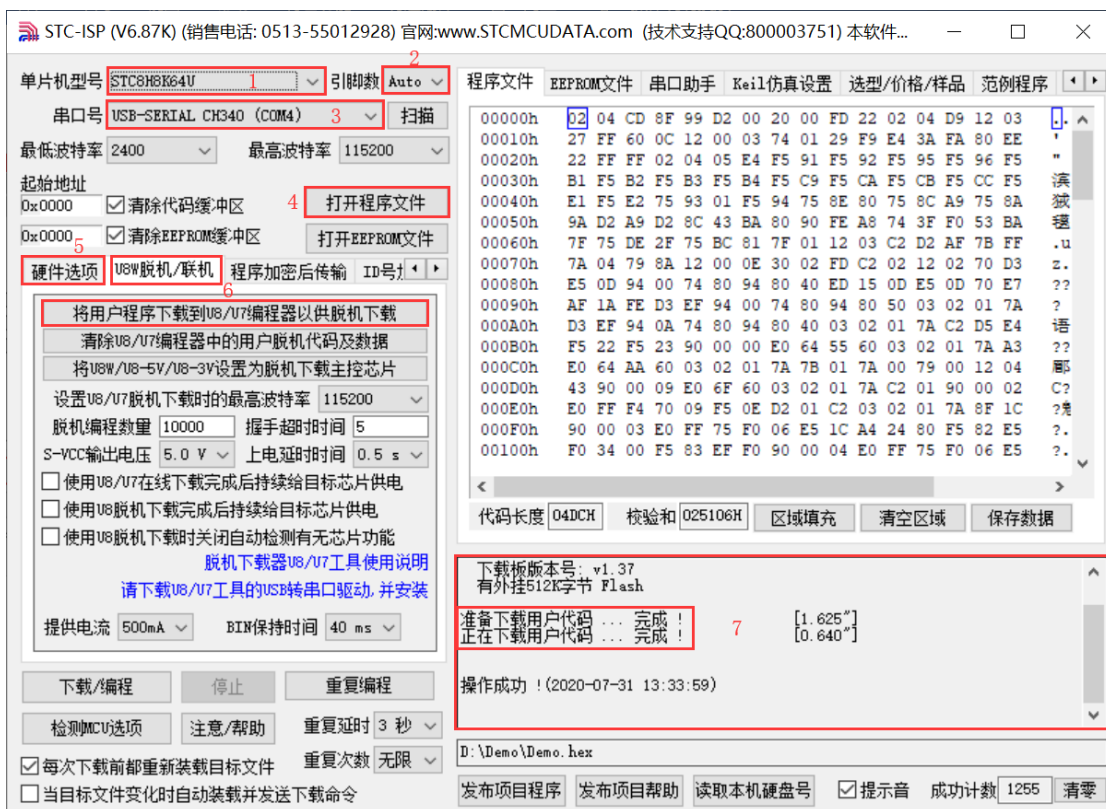 STC-ISP (V6.87K) (销售电话: 0513-55012928) 官网:www.STCMCUDATA.com (技术支持QQ:800003751) 本软件...
单片机型号 STC8H8K64U 1 引脚数 Auto 2
串口号 USB-SERIAL CH340 (COM4) 3 扫描
最低波特率 2400 最高波特率 115200
起始地址
0x0000 清除代码缓冲区 4 打开程序文件
0x0000 清除EEPROM缓冲区 打开EEPROM文件
5
硬件选项 U8W脱机/联机 程序加密后传输 ID号
6
将用户程序下载到U8/U7编程器以供脱机下载
清除U8/U7编程器中的用户脱机代码及数据
将U8W/U8-5V/U8-3V设置为脱机下载主控芯片
设置U8/U7脱机下载时的最高波特率 115200
脱机编程数量 10000 握手超时时间 5
S-VCC输出电压 5.0 V 上电延时时间 0.5 s
使用U8/U7在线下载完成后持续给目标芯片供电
使用U8脱机下载完成后持续给目标芯片供电
使用U8脱机下载时关闭自动检测有无芯片功能
脱机下载器U8/U7工具使用说明
请下载U8/U7工具的USB转串口驱动,并安装
提供电流 500mA BIN保持时间 40 ms
下载/编程 停止 重复编程
检测MCU选项 注意/帮助 重复延时 3 秒
重复次数 无限
每次下载前都重新装载目标文件
当目标文件变化时自动装载并发送下载命令
程序文件 EEPROM文件 串口助手 Keil仿真设置 选型/价格/样品 范例程序
00000h 02 04 CD 8F 99 D2 00 20 00 FD 22 02 04 D9 12 03 ..
00010h 27 FF 60 0C 12 00 03 74 01 29 F9 E4 3A FA 80 EE '
00020h 22 FF FF 02 04 05 E4 F5 91 F5 92 F5 95 F5 96 F5 "
00030h B1 F5 B2 F5 B3 F5 B4 F5 C9 F5 CA F5 CB F5 CC F5 滨
00040h E1 F5 E2 75 93 01 F5 94 75 8E 80 75 8C A9 75 8A
00050h 9A D2 A9 D2 8C 43 BA 80 90 FE A8 74 3F F0 53 BA
00060h 7F 75 DE 2F 75 BC 81 7F 01 12 03 C2 D2 AF 7B FF .u
00070h 7A 04 79 8A 12 00 0E 30 02 FD C2 02 12 02 70 D3 z.
00080h E5 0D 94 00 74 80 94 80 40 ED 15 0D E5 0D 70 E7 ??
00090h AF 1A FE D3 EF 94 00 74 80 94 80 50 03 02 01 7A ?
000A0h D3 EF 94 0A 74 80 94 80 40 03 02 01 7A C2 D5 E4 语
000B0h F5 22 F5 23 90 00 00 E0 64 55 60 03 02 01 7A A3 ??
000C0h E0 64 AA 60 03 02 01 7A 7B 01 7A 00 79 00 12 04
000D0h 43 90 00 09 E0 6F 60 03 02 01 7A C2 01 90 00 02 C?
000E0h E0 FF F4 70 09 F5 0E D2 01 C2 03 02 01 7A 8F 1C
000F0h 90 00 03 E0 FF 75 F0 06 E5 1C A4 24 80 F5 82 E5 ?.
00100h F0 34 00 F5 83 EF F0 90 00 04 E0 FF 75 F0 06 E5 ?.
代码长度 04DCH 校验和 025106H 区域填充 清空区域 保存数据
下载板版本号: v1.37
有外挂512K字节 Flash
准备下载用户代码 ... 完成 ! [1.625"]
正在下载用户代码 ... 完成 ! [0.640"]
7
操作成功 !(2020-07-31 13:33:59)
D:\Demo\Demo.hex
发布项目程序 发布项目帮助 读取本机硬盘号 提示音 成功计数 1255 清零